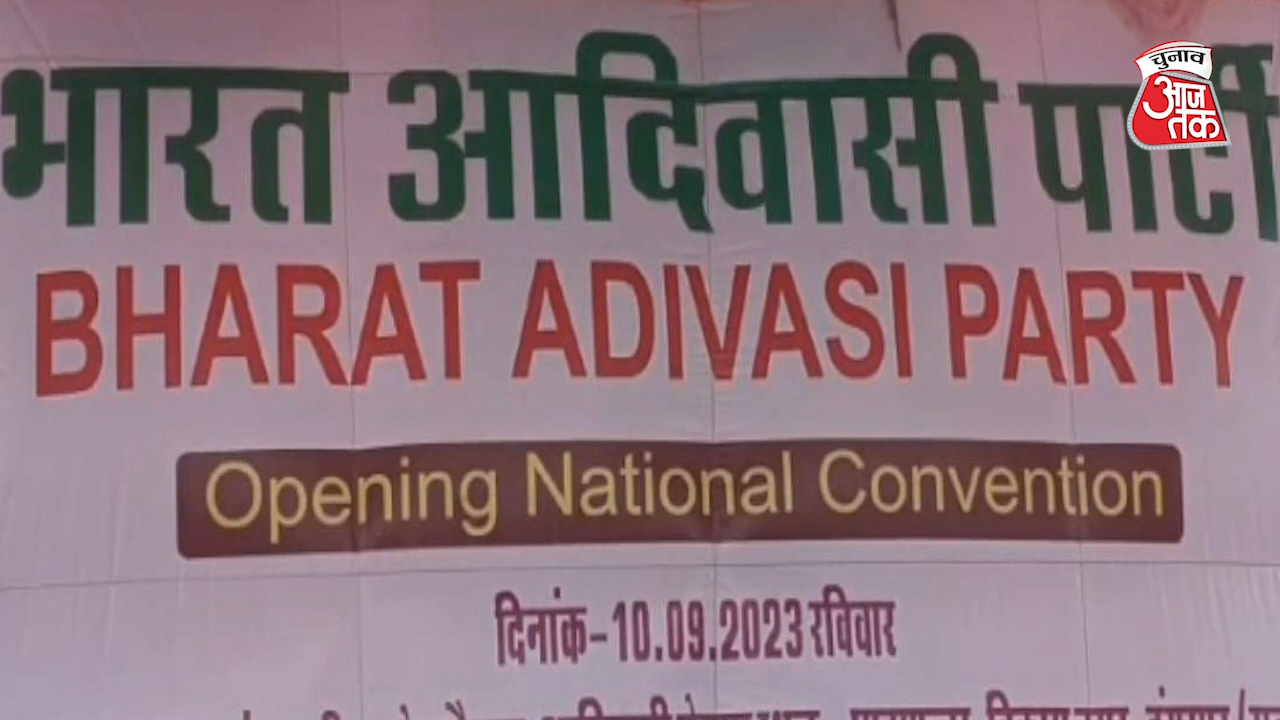 भारत आदिवासी पार्टी
चुनाव
आज
तक
BHARAT ADIVASI PARTY
Opening National Convention
दिनांक-10.09.2023 रविवार